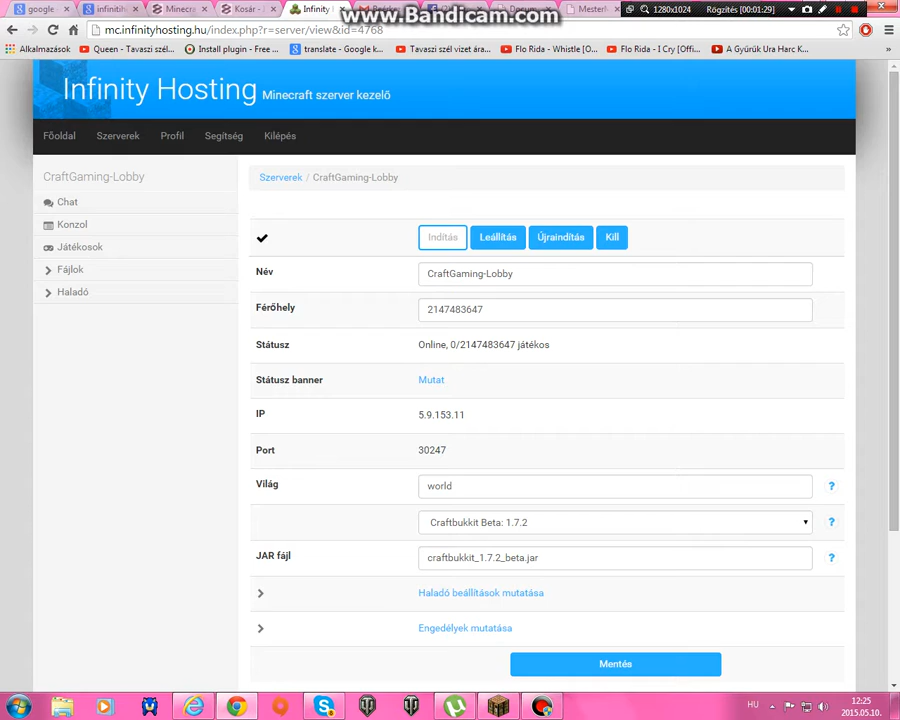 google
infinitih
Minecr
Kosár -
Infinity
www.Bandicam.com
1280x1024
Rögzítés [00:01:29]
mc.infinityhosting.hu/index.php?r=server/view&id=4768
Alkalmazások
Queen - Tavaszi szél...
Install plugin - Free ...
translate - Google k...
Tavaszi szél vizet ára...
Flo Rida - Whistle [O...
Flo Rida - I Cry [Offi...
A Gyűrűk Ura Harc K...
Infinity Hosting Minecraft szerver kezelő
Főoldal Szerverek Profil Segítség Kilépés
CraftGaming-Lobby
Chat
Konzol
Játékosok
Fájlok
Haladó
Szerverek / CraftGaming-Lobby
Indítás Leállítás Újraindítás Kill
Név CraftGaming-Lobby
Férőhely 2147483647
Státusz Online, 0/2147483647 játékos
Státusz banner Mutat
IP 5.9.153.11
Port 30247
Világ world ?
Craftbukkit Beta: 1.7.2 ?
JAR fájl craftbukkit_1.7.2_beta.jar ?
Haladó beállítások mutatása
Engedélyek mutatása
Mentés
HU
12:25
2015.05.10.